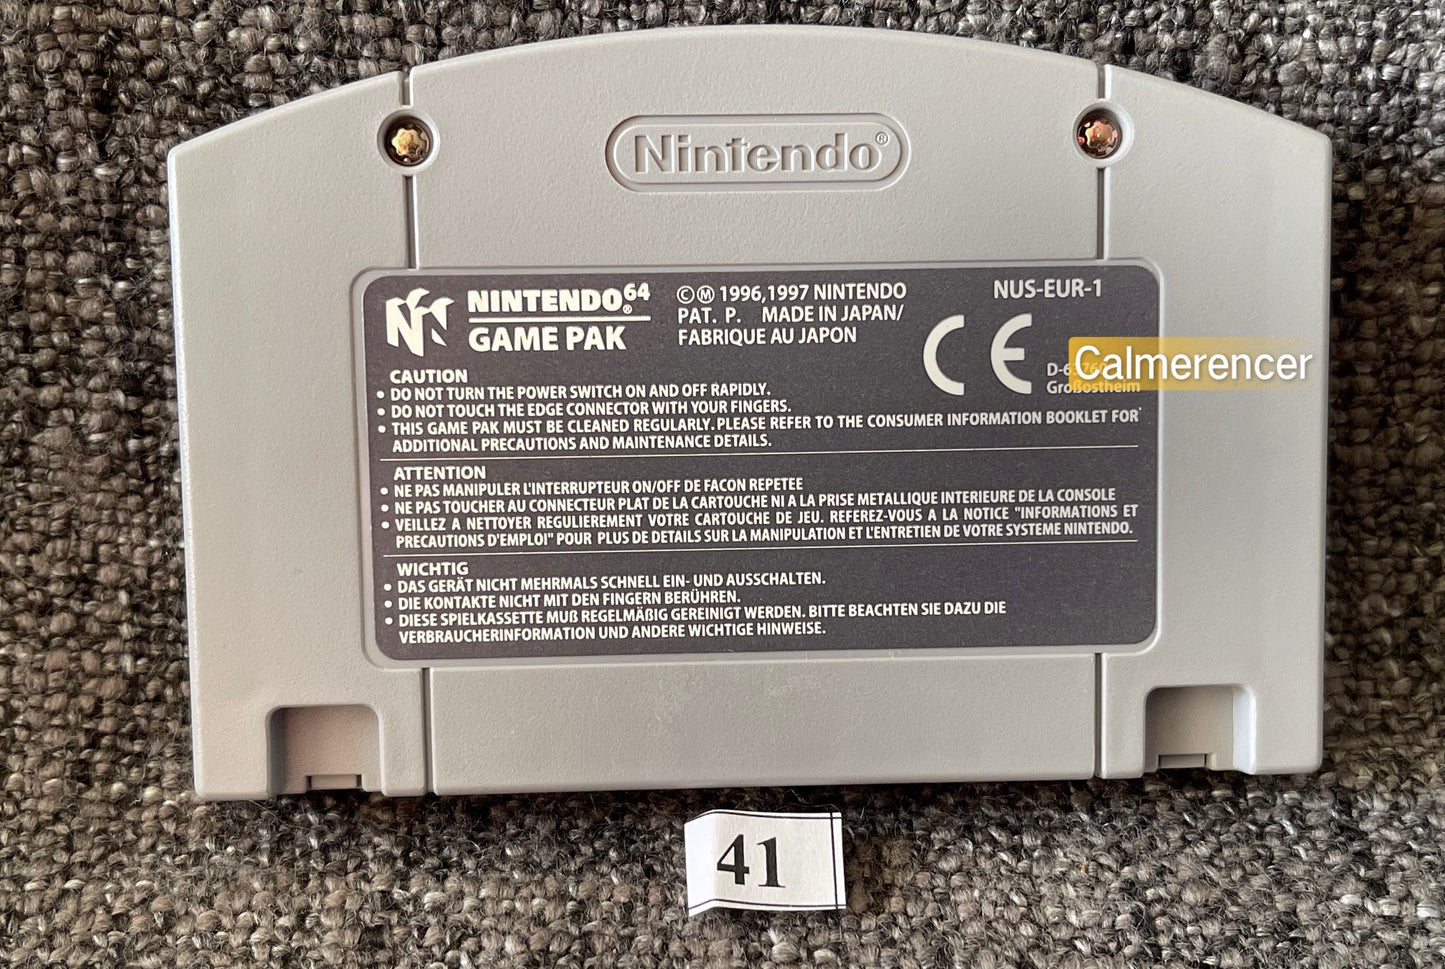 Nintendo®
NINTENDO®64
GAME PAK
©Ⓜ 1996,1997 NINTENDO
PAT. P. MADE IN JAPAN/
FABRIQUE AU JAPON
NUS-EUR-1
CE
Großostheim
Calmerencer
CAUTION
• DO NOT TURN THE POWER SWITCH ON AND OFF RAPIDLY.
• DO NOT TOUCH THE EDGE CONNECTOR WITH YOUR FINGERS.
• THIS GAME PAK MUST BE CLEANED REGULARLY. PLEASE REFER TO THE CONSUMER INFORMATION BOOKLET FOR
ADDITIONAL PRECAUTIONS AND MAINTENANCE DETAILS.
ATTENTION
• NE PAS MANIPULER L'INTERRUPTEUR ON/OFF DE FACON REPETEE
• NE PAS TOUCHER AU CONNECTEUR PLAT DE LA CARTOUCHE NI A LA PRISE METALLIQUE INTERIEURE DE LA CONSOLE
• VEILLEZ A NETTOYER REGULIEREMENT VOTRE CARTOUCHE DE JEU. REFEREZ-VOUS A LA NOTICE "INFORMATIONS ET
PRECAUTIONS D'EMPLOI" POUR PLUS DE DETAILS SUR LA MANIPULATION ET L'ENTRETIEN DE VOTRE SYSTEME NINTENDO.
WICHTIG
• DAS GERÄT NICHT MEHRMALS SCHNELL EIN- UND AUSSCHALTEN.
• DIE KONTAKTE NICHT MIT DEN FINGERN BERÜHREN.
• DIESE SPIELKASSETTE MUß REGELMÄßIG GEREINIGT WERDEN. BITTE BEACHTEN SIE DAZU DIE
VERBRAUCHERINFORMATION UND ANDERE WICHTIGE HINWEISE.
41